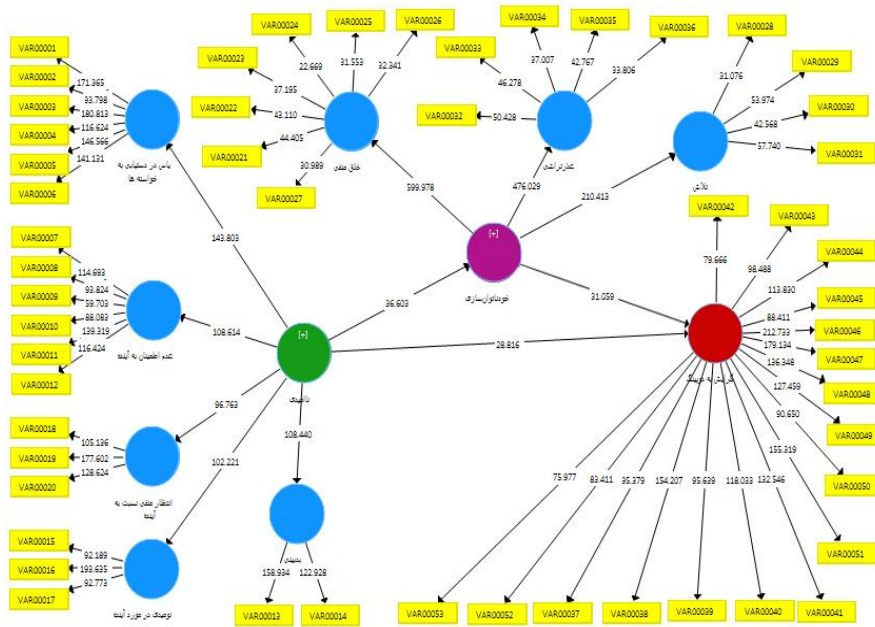 VAR00001
VAR00002
VAR00003
VAR00004
VAR00005
VAR00006
171.365
33.798
180.813
116.624
146.566
141.131
یاس در دستیابی به
خواسته ها
VAR00024
VAR00025
VAR00026
VAR00023
VAR00022
VAR00021
VAR00027
22.669
31.553
32.341
37.195
43.110
44.405
30.989
خلق منفی
VAR00034
VAR00035
VAR00033
VAR00036
VAR00032
37.007
42.767
46.278
33.806
50.428
عذرتراشی
VAR00028
VAR00029
VAR00030
VAR00031
31.076
53.974
42.568
57.740
تلاش
599.978
476.029
210.413
[+]
خودناتوان‌سازی
143.803
36.603
31.059
VAR00007
VAR00008
VAR00009
VAR00010
VAR00011
VAR00012
114.693
93.824
59.703
88.083
139.319
116.424
عدم اطمینان به آینده
108.614
[+]
ناامیدی
28.816
96.763
102.221
108.440
VAR00018
VAR00019
VAR00020
105.136
177.602
128.624
انتظار منفی نسبت به
آینده
VAR00015
VAR00016
VAR00017
92.189
193.635
92.773
نومیدی در مورد آینده
بدبینی
158.934
122.928
VAR00013
VAR00014
VAR00042
VAR00043
VAR00044
VAR00045
VAR00046
VAR00047
VAR00048
VAR00049
VAR00050
VAR00051
79.666
98.488
113.830
88.411
212.733
179.134
136.348
127.459
90.650
155.319
گرایش به دوپینگ
75.977
83.411
35.379
154.207
95.639
118.033
132.546
VAR00053
VAR00052
VAR00037
VAR00038
VAR00039
VAR00040
VAR00041